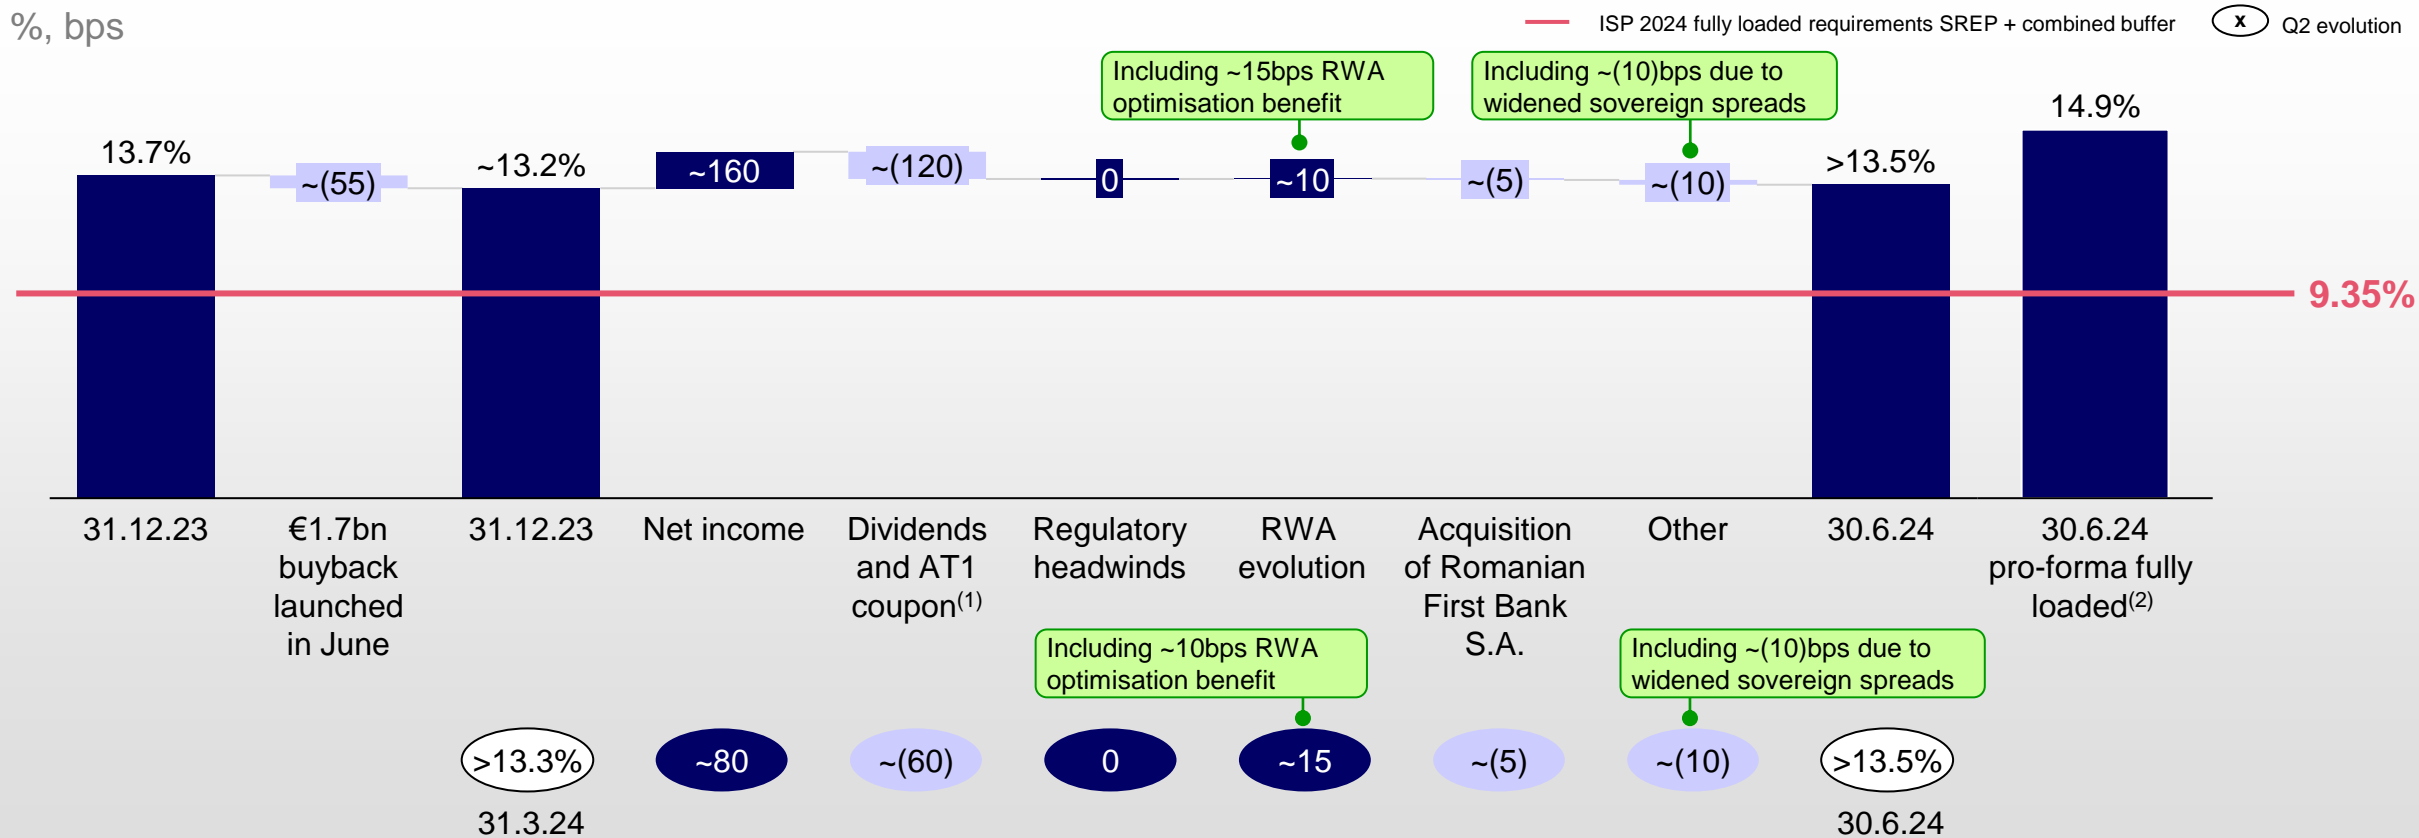 %, bps
ISP 2024 fully loaded requirements SREP + combined buffer
x
Q2 evolution
Including ~15bps RWA
optimisation benefit
Including ~(10)bps due to
widened sovereign spreads
13.7%
~(55)
~13.2%
~160
~(120)
0
~10
~(5)
~(10)
>13.5%
14.9%
9.35%
31.12.23
€1.7bn
buyback
launched
in June
31.12.23
Net income
Dividends
and AT1
coupon(1)
Regulatory
headwinds
RWA
evolution
Acquisition
of Romanian
First Bank
S.A.
Other
30.6.24
30.6.24
pro-forma fully
loaded(2)
Including ~10bps RWA
optimisation benefit
Including ~(10)bps due to
widened sovereign spreads
>13.3%
~80
~(60)
0
~15
~(5)
~(10)
>13.5%
31.3.24
30.6.24